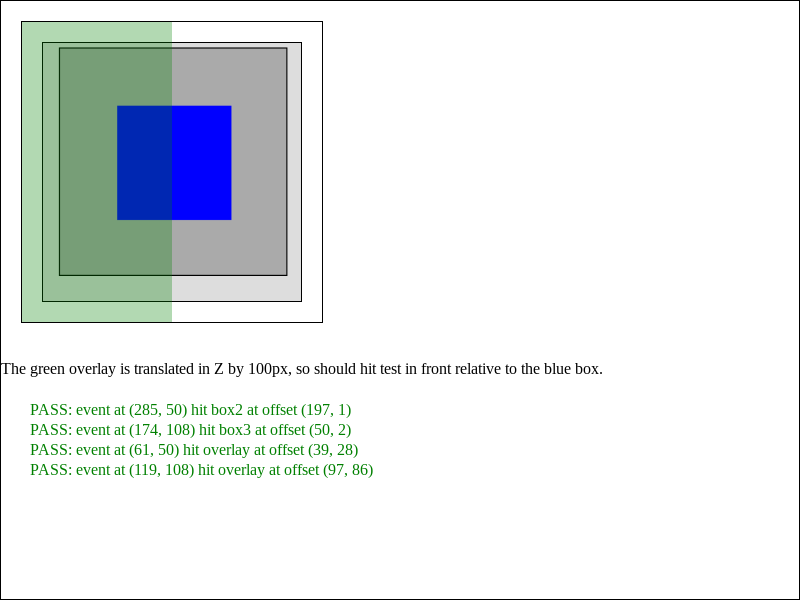 The green overlay is translated in Z by 100px, so should hit test in front relative to the blue box.
PASS: event at (285, 50) hit box2 at offset (197, 1)
PASS: event at (174, 108) hit box3 at offset (50, 2)
PASS: event at (61, 50) hit overlay at offset (39, 28)
PASS: event at (119, 108) hit overlay at offset (97, 86)